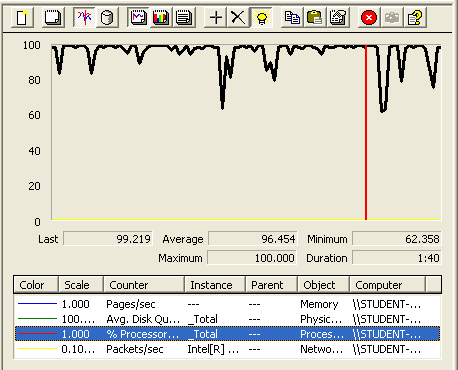 100
80
60
40
20
0
Last 99.219 Average 96.454 Minimum 62.358
Maximum 100.000 Duration 1:40
Color Scale Counter Instance Parent Object Computer
1.000 Pages/sec --- --- Memory \\STUDENT-...
100.... Avg. Disk Qu... _Total --- Physic... \\STUDENT-...
1.000 % Processor... _Total --- Proces... \\STUDENT-...
0.10... Packets/sec Intel[R] ... --- Netwo... \\STUDENT-...